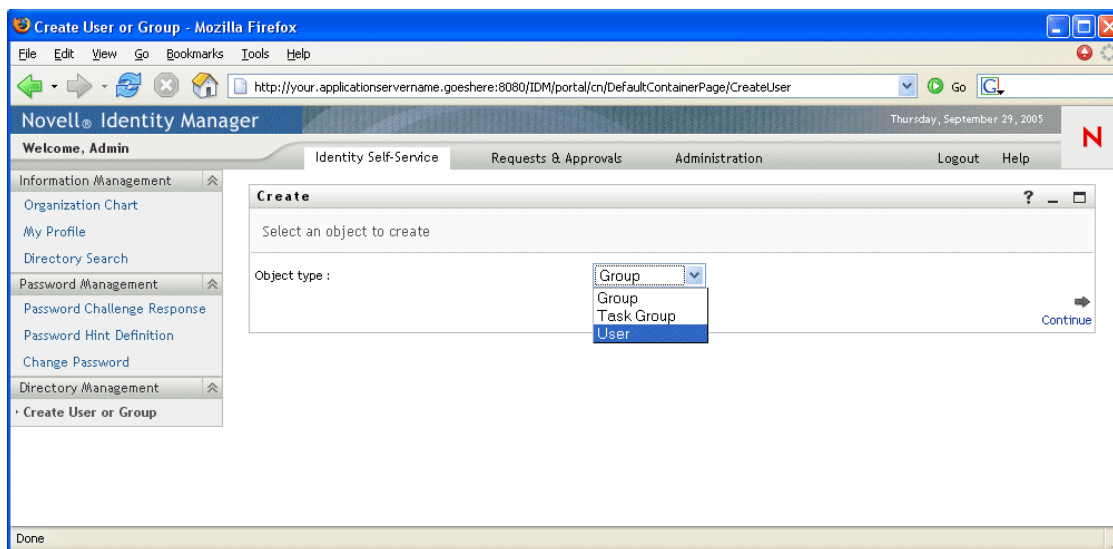 Create User or Group - Mozilla Firefox
File Edit View Go Bookmarks Tools Help
http://your.applicationservername.goeshere:8080/IDM/portal/cn/DefaultContainerPage/CreateUser Go G
Novell® Identity Manager Thursday, September 29, 2005
N
Welcome, Admin Identity Self-Service Requests & Approvals Administration Logout Help
Information Management
Organization Chart
My Profile
Directory Search
Password Management
Password Challenge Response
Password Hint Definition
Change Password
Directory Management
Create User or Group
Create ?
Select an object to create
Object type : Group
Group
Task Group
User
Continue
Done